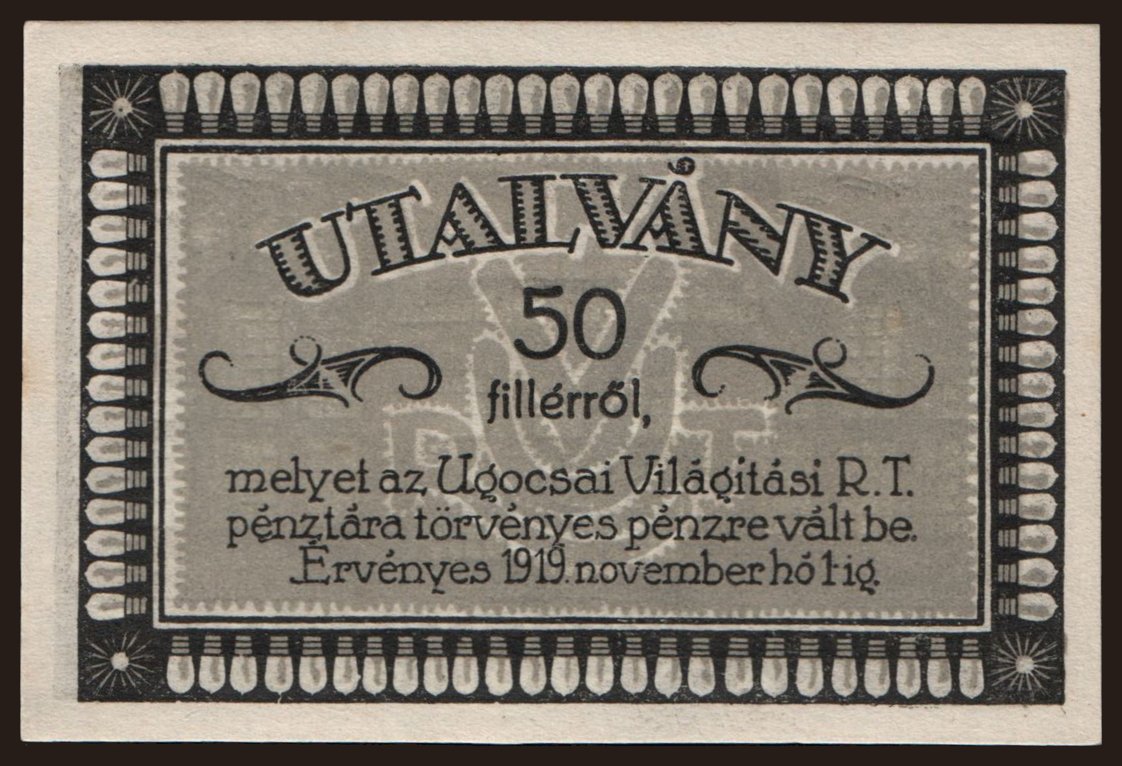 UTALVÁNY
50
fillérről,
melyet az Ugocsai Világitási R.T.
pénztára törvényes pénzre vált be.
Érvényes 1919. november hó 1-ig.